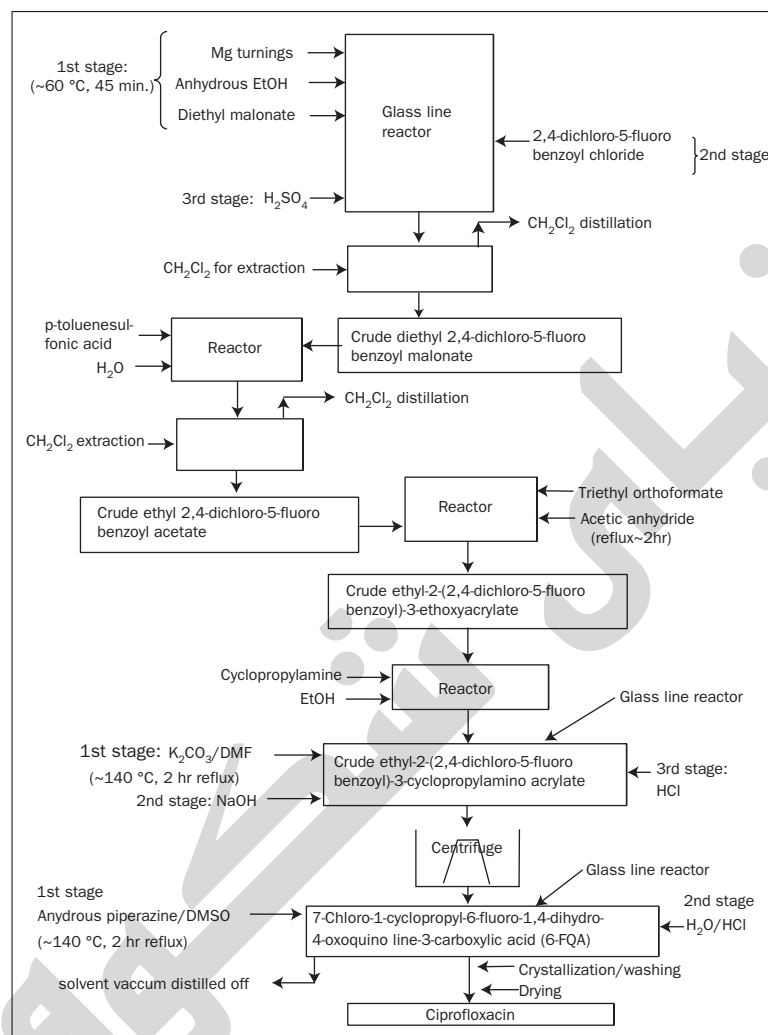 1st stage:
(~60 °C, 45 min.)
Mg turnings
Anhydrous EtOH
Diethyl malonate
Glass line
reactor
2,4-dichloro-5-fluoro
benzoyl chloride
2nd stage
3rd stage: H₂SO₄
CH₂Cl₂ distillation
CH₂Cl₂ for extraction
p-toluenesul-
fonic acid
H₂O
Reactor
Crude diethyl 2,4-dichloro-5-fluoro
benzoyl malonate
CH₂Cl₂ distillation
CH₂Cl₂ extraction
Crude ethyl 2,4-dichloro-5-fluoro
benzoyl acetate
Reactor
Triethyl orthoformate
Acetic anhydride
(reflux~2hr)
Crude ethyl-2-(2,4-dichloro-5-fluoro
benzoyl)-3-ethoxyacrylate
Cyclopropylamine
EtOH
Reactor
Glass line reactor
1st stage: K₂CO₃/DMF
(~140 °C, 2 hr reflux)
2nd stage: NaOH
Crude ethyl-2-(2,4-dichloro-5-fluoro
benzoyl)-3-cyclopropylamino acrylate
3rd stage:
HCl
Centrifuge
Glass line reactor
1st stage
Anydrous piperazine/DMSO
(~140 °C, 2 hr reflux)
7-Chloro-1-cyclopropyl-6-fluoro-1,4-dihydro-
4-oxoquino line-3-carboxylic acid (6-FQA)
2nd stage
H₂O/HCl
solvent vaccum distilled off
Crystallization/washing
Drying
Ciprofloxacin